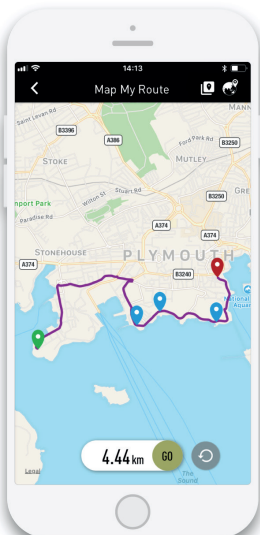 14:13
Map My Route
Saint Levan Rd
MANN
B3396
A386
Ford Park Rd
B3250
STOKE
MUTLEY
Wilton St
Stuart Rd
GRE
B3250
Paradise Rd
A374
A374
STONEHOUSE
PLYMOUTH
A374
B3240
National
Aqua
4.44 km
GO
Legal
The
Sound